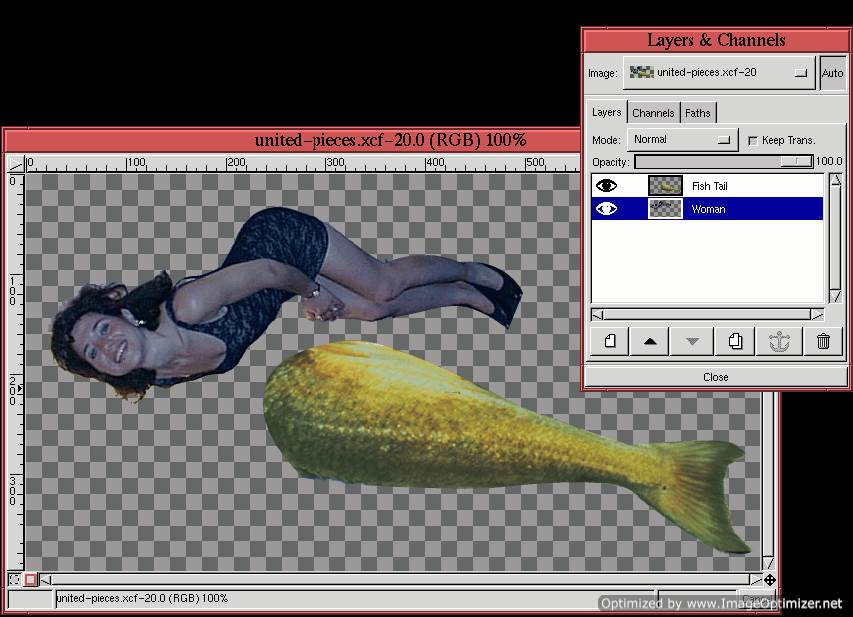 Layers & Channels
Image: united-pieces.xcf-20 Auto
Layers Channels Paths
Mode: Normal Keep Trans.
Opacity: 100.0
Fish Tail
Woman
Close
united-pieces.xcf-20.0 (RGB) 100%
0 100 200 300 400 500
0
100
200
300
united-pieces.xcf-20.0 (RGB) 100%
Optimized by www.ImageOptimizer.net